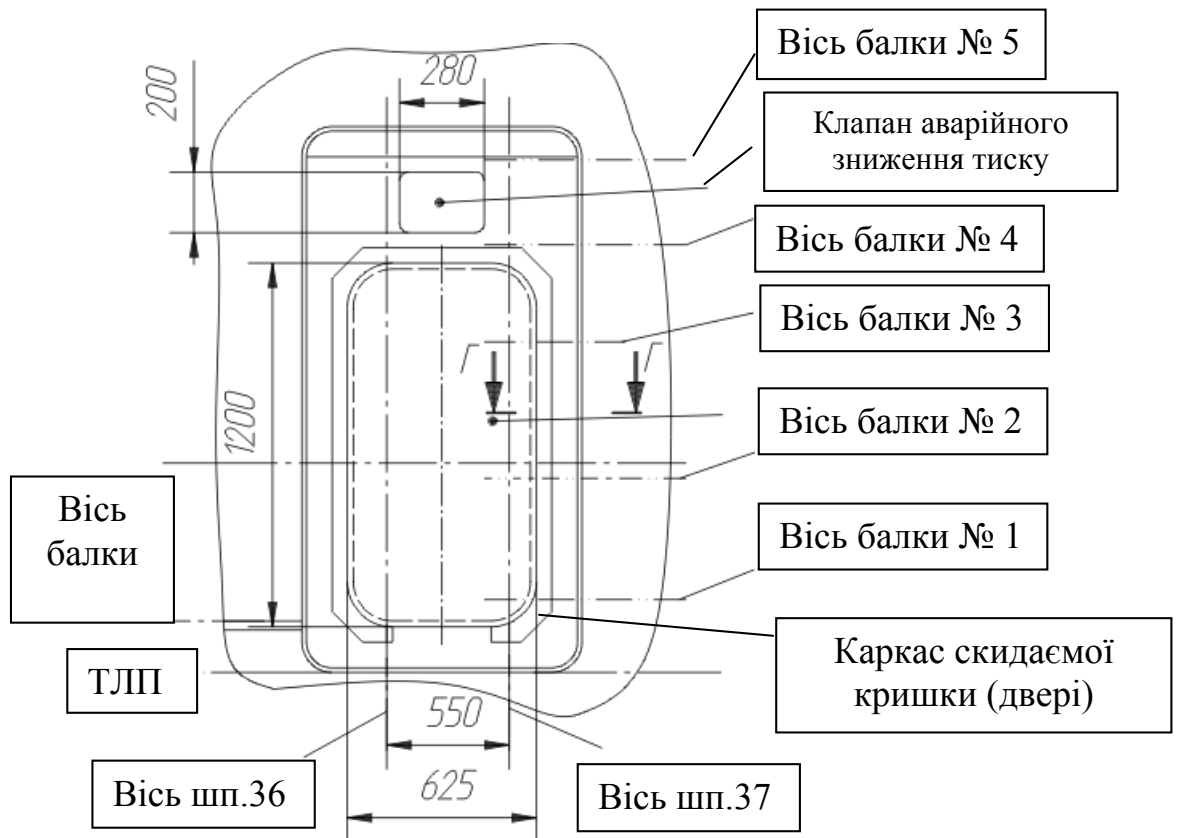 Вісь балки № 5
280
200
Клапан аварійного
зниження тиску
Вісь балки № 4
Вісь балки № 3
Г
Г
1200
Вісь балки № 2
Вісь
балки
Вісь балки № 1
ТЛП
Каркас скидаємої
кришки (двері)
550
Вісь шп.36
625
Вісь шп.37